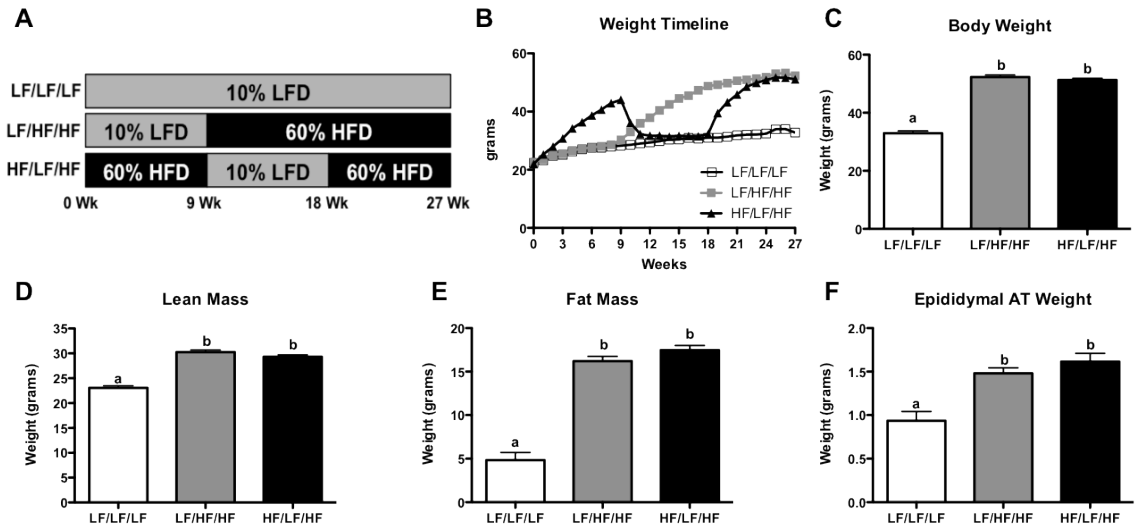 A
LF/LF/LF
10% LFD
LF/HF/HF
10% LFD
60% HFD
HF/LF/HF
60% HFD
10% LFD
60% HFD
0 Wk
9 Wk
18 Wk
27 Wk
B
Weight Timeline
grams
60
40
20
0
LF/LF/LF
LF/HF/HF
HF/LF/HF
0 3 6 9 12 15 18 21 24 27
Weeks
C
Body Weight
Weight (grams)
60
40
20
0
a
b
b
LF/LF/LF
LF/HF/HF
HF/LF/HF
D
Lean Mass
Weight (grams)
35
30
25
20
15
10
5
0
a
b
b
LF/LF/LF
LF/HF/HF
HF/LF/HF
E
Fat Mass
Weight (grams)
20
15
10
5
0
a
b
b
LF/LF/LF
LF/HF/HF
HF/LF/HF
F
Epididymal AT Weight
Weight (grams)
2.0
1.5
1.0
0.5
0.0
a
b
b
LF/LF/LF
LF/HF/HF
HF/LF/HF